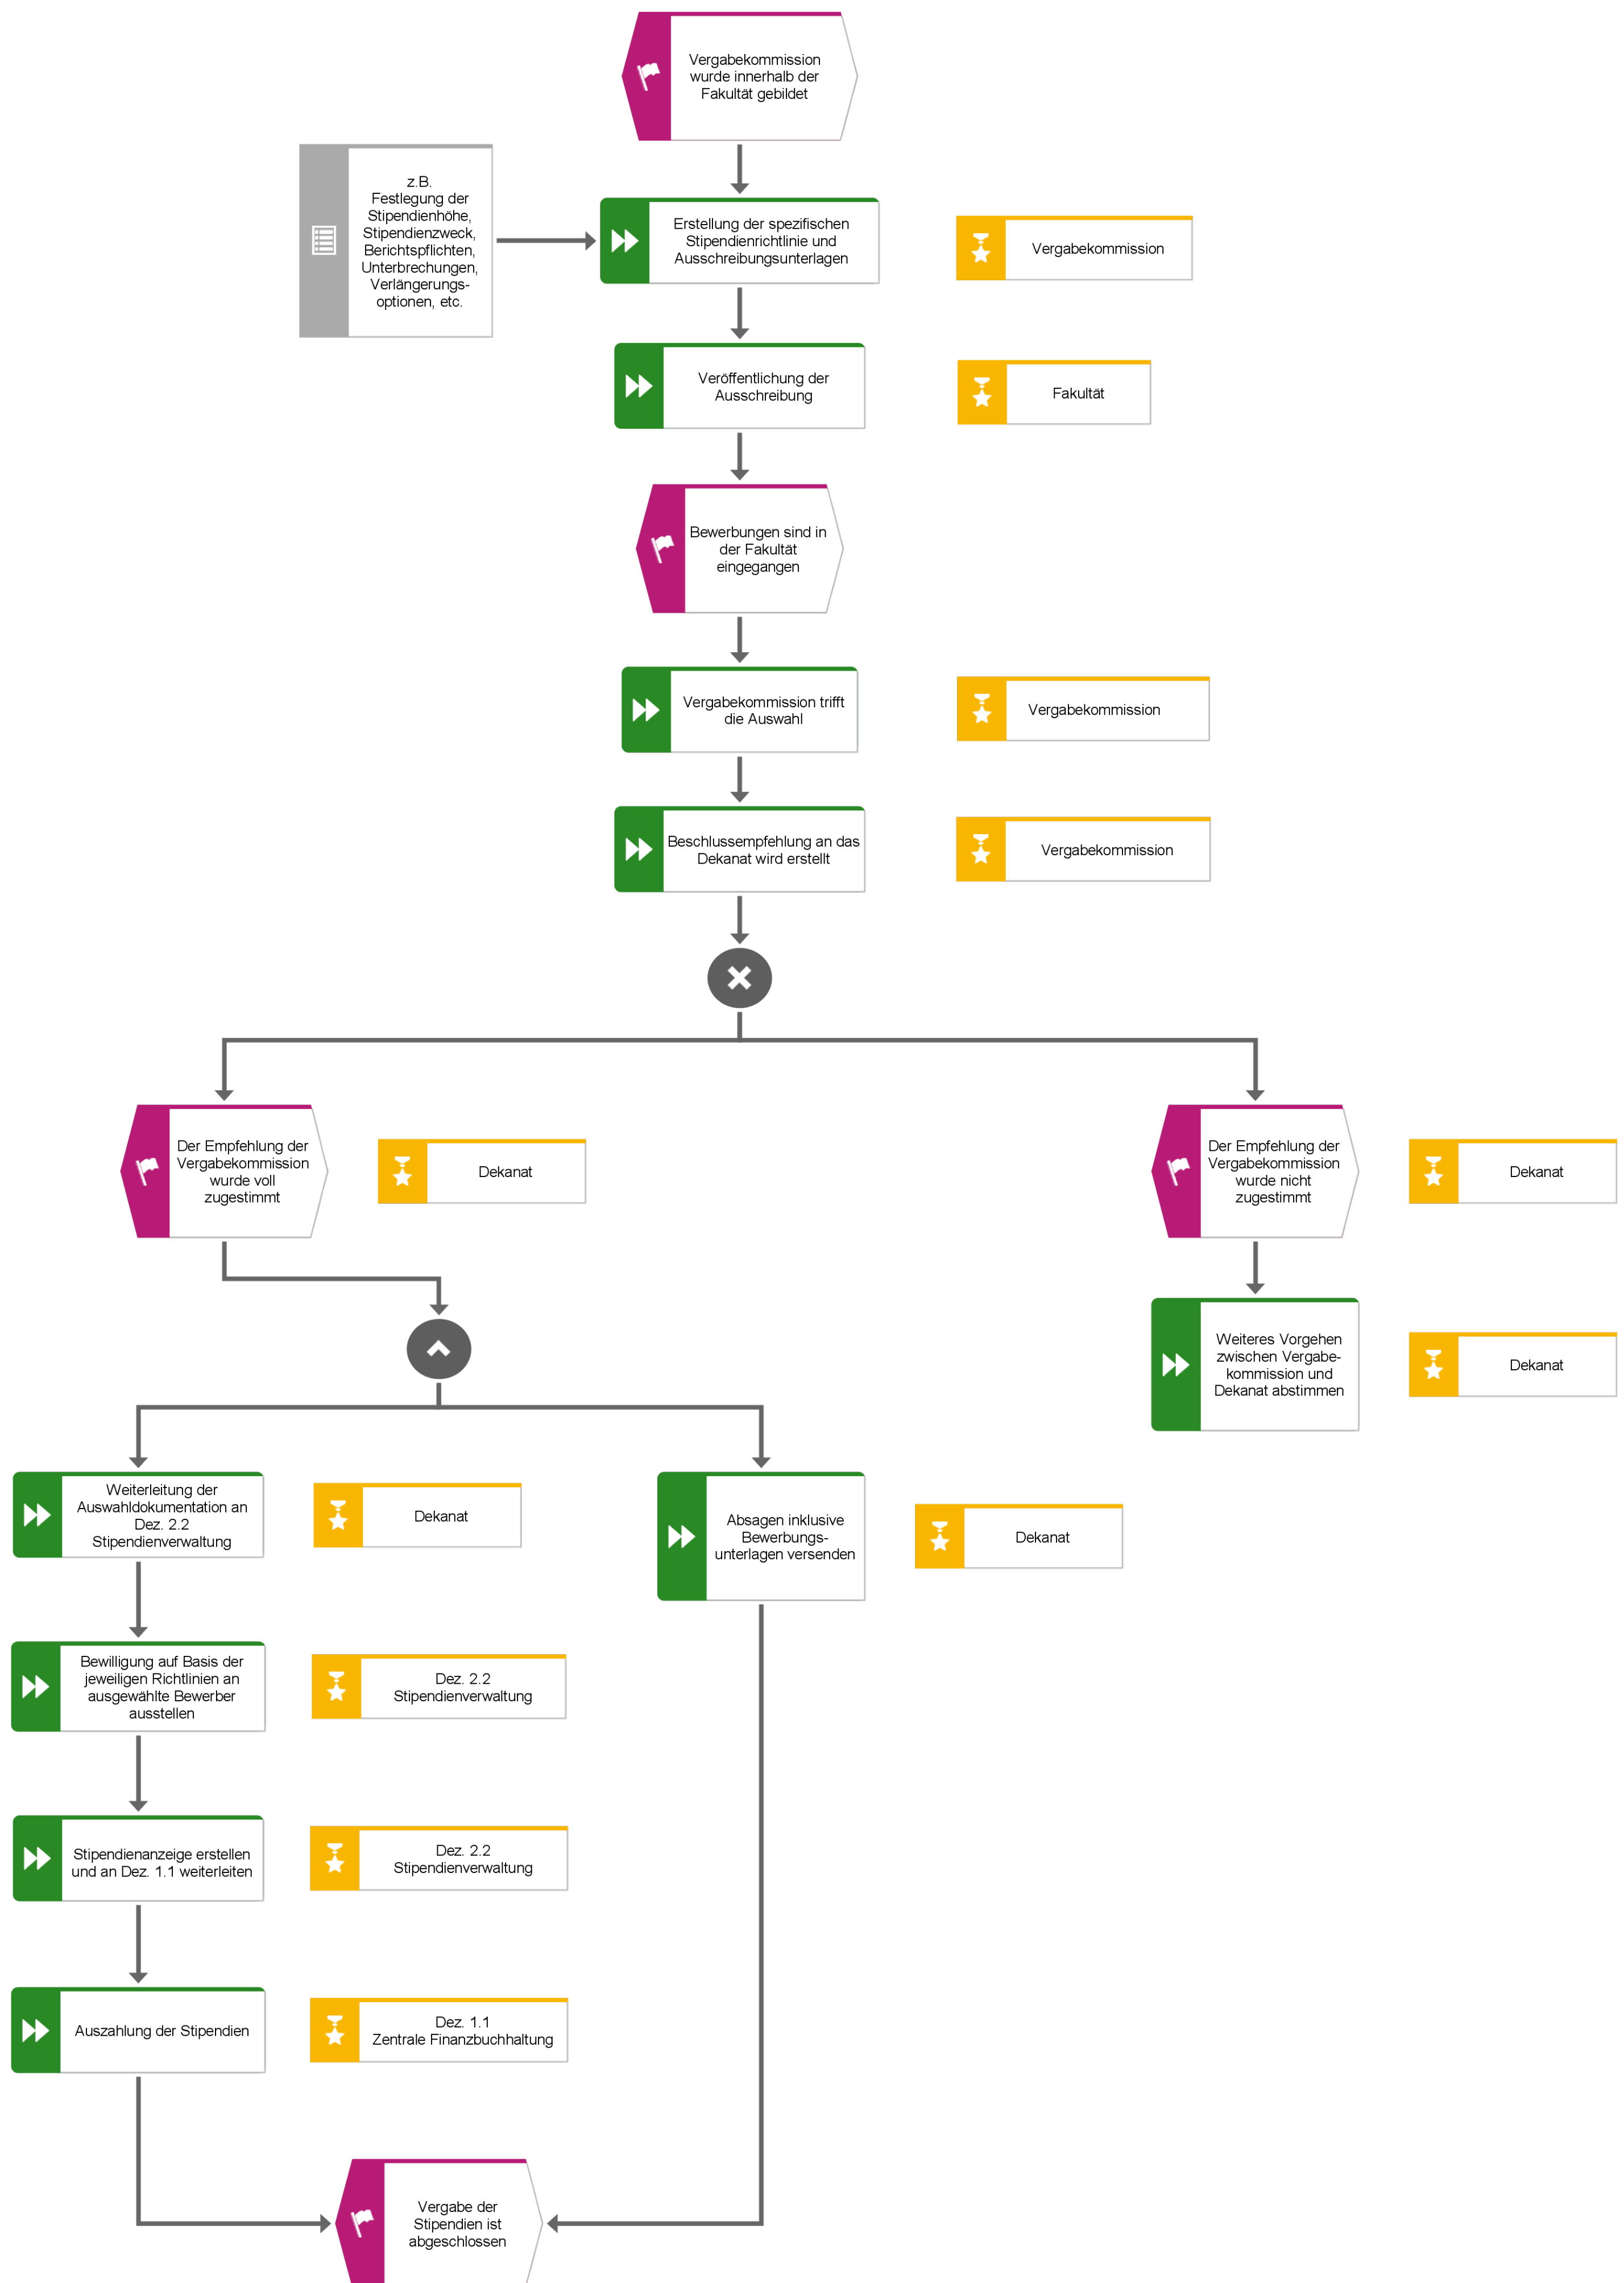 Vergabekommission
wurde innerhalb der
Fakultät gebildet
z.B.
Festlegung der
Stipendienhöhe,
Stipendienzweck,
Berichtspflichten,
Unterbrechungen,
Verlängerungs-
optionen, etc.
Erstellung der spezifischen
Stipendienrichtlinie und
Ausschreibungsunterlagen
Vergabekommission
Veröffentlichung der
Ausschreibung
Fakultät
Bewerbungen sind in
der Fakultät
eingegangen
Vergabekommission trifft
die Auswahl
Vergabekommission
Beschlussempfehlung an das
Dekanat wird erstellt
Vergabekommission
Der Empfehlung der
Vergabekommission
wurde voll
zugestimmt
Dekanat
Der Empfehlung der
Vergabekommission
wurde nicht
zugestimmt
Dekanat
Weiteres Vorgehen
zwischen Vergabe-
kommission und
Dekanat abstimmen
Dekanat
Weiterleitung der
Auswahldokumentation an
Dez. 2.2
Stipendienverwaltung
Dekanat
Absagen inklusive
Bewerbungs-
unterlagen versenden
Dekanat
Bewilligung auf Basis der
jeweiligen Richtlinien an
ausgewählte Bewerber
ausstellen
Dez. 2.2
Stipendienverwaltung
Stipendienanzeige erstellen
und an Dez. 1.1 weiterleiten
Dez. 2.2
Stipendienverwaltung
Auszahlung der Stipendien
Dez. 1.1
Zentrale Finanzbuchhaltung
Vergabe der
Stipendien ist
abgeschlossen